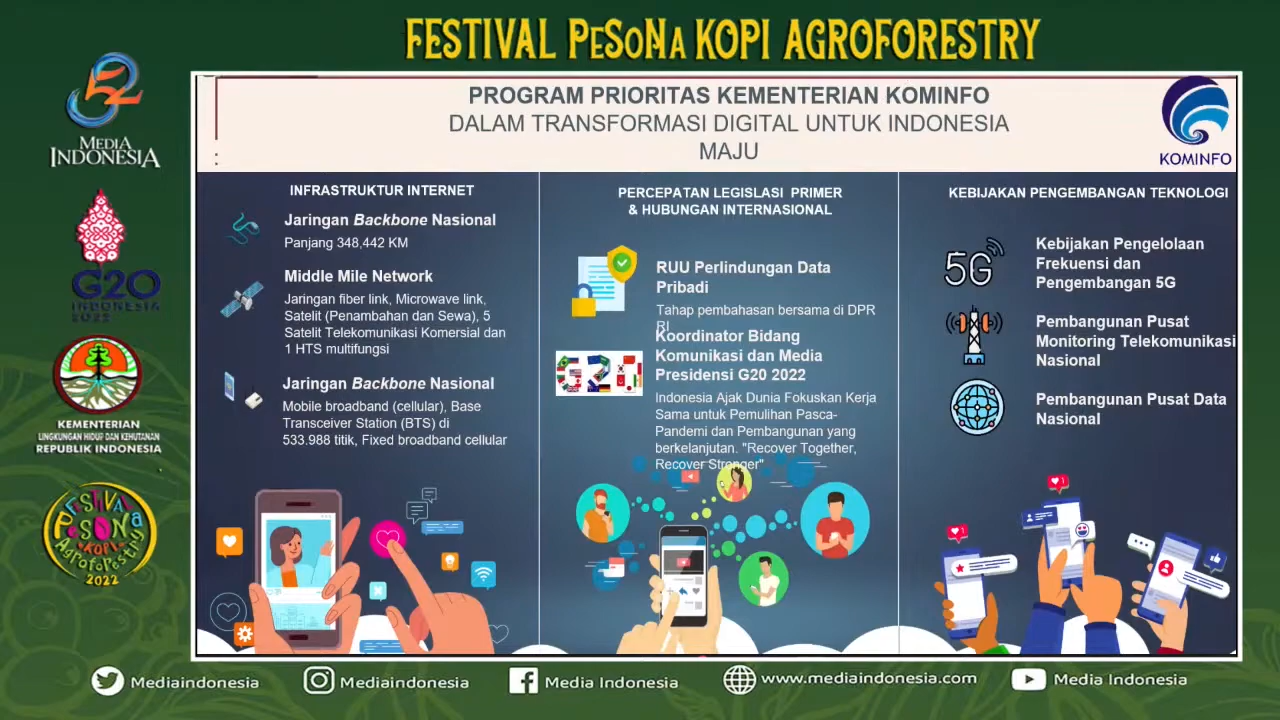 FESTIVAL PeSoNa KOPI AGROFORESTRY
52
MEDIA
INDONESIA
G20
INDONESIA
2022
KEMENTERIAN
LINGKUNGAN HIDUP DAN KEHUTANAN
REPUBLIK INDONESIA
FESTIVAL
PeSONa
KOPI
AgroFoRestry
2022
PROGRAM PRIORITAS KEMENTERIAN KOMINFO
DALAM TRANSFORMASI DIGITAL UNTUK INDONESIA
MAJU
:
KOMINFO
INFRASTRUKTUR INTERNET
Jaringan Backbone Nasional
Panjang 348,442 KM
Middle Mile Network
Jaringan fiber link, Microwave link,
Satelit (Penambahan dan Sewa), 5
Satelit Telekomunikasi Komersial dan
1 HTS multifungsi
Jaringan Backbone Nasional
Mobile broadband (cellular), Base
Transceiver Station (BTS) di
533.988 titik, Fixed broadband cellular
PERCEPATAN LEGISLASI PRIMER
& HUBUNGAN INTERNASIONAL
RUU Perlindungan Data
Pribadi
Tahap pembahasan bersama di DPR
RI
G20
Koordinator Bidang
Komunikasi dan Media
Presidensi G20 2022
Indonesia Ajak Dunia Fokuskan Kerja
Sama untuk Pemulihan Pasca-
Pandemi dan Pembangunan yang
berkelanjutan. "Recover Together,
Recover Stronger"
KEBIJAKAN PENGEMBANGAN TEKNOLOGI
5G
Kebijakan Pengelolaan
Frekuensi dan
Pengembangan 5G
Pembangunan Pusat
Monitoring Telekomunikasi
Nasional
Pembangunan Pusat Data
Nasional
Mediaindonesia
Mediaindonesia
Media Indonesia
www.mediaindonesia.com
Media Indonesia